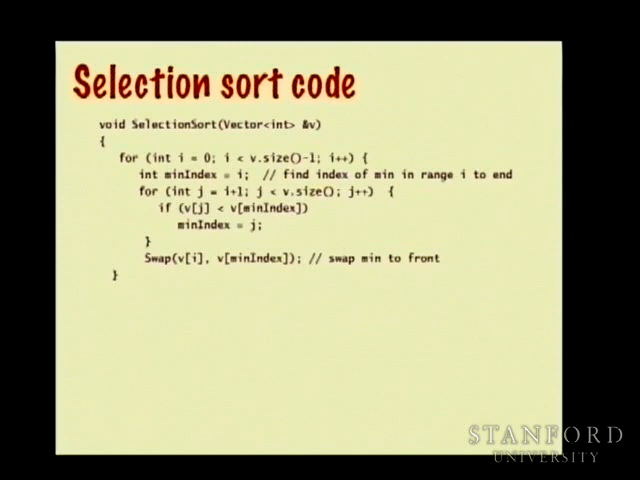 Selection sort code
void SelectionSort(Vector<int> &v)
{
for (int i = 0; i < v.size()-1; i++) {
int minIndex = i; // find index of min in range i to end
for (int j = i+1; j < v.size(); j++) {
if (v[j] < v[minIndex])
minIndex = j;
}
Swap(v[i], v[minIndex]); // swap min to front
}
STANFORD
UNIVERSITY